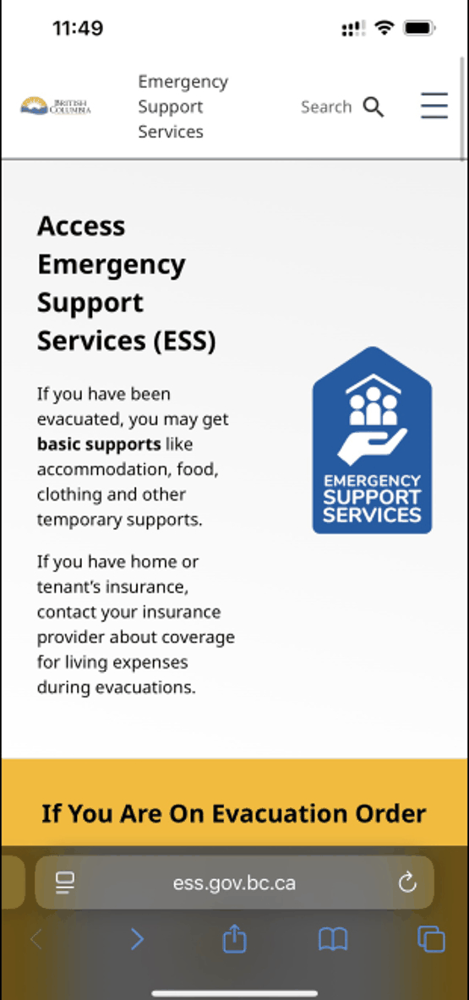 11:49
BRITISH
COLUMBIA
Emergency
Support
Services
Search
Access
Emergency
Support
Services (ESS)
If you have been
evacuated, you may get
basic supports like
accommodation, food,
clothing and other
temporary supports.
EMERGENCY
SUPPORT
SERVICES
If you have home or
tenant’s insurance,
contact your insurance
provider about coverage
for living expenses
during evacuations.
If You Are On Evacuation Order
ess.gov.bc.ca